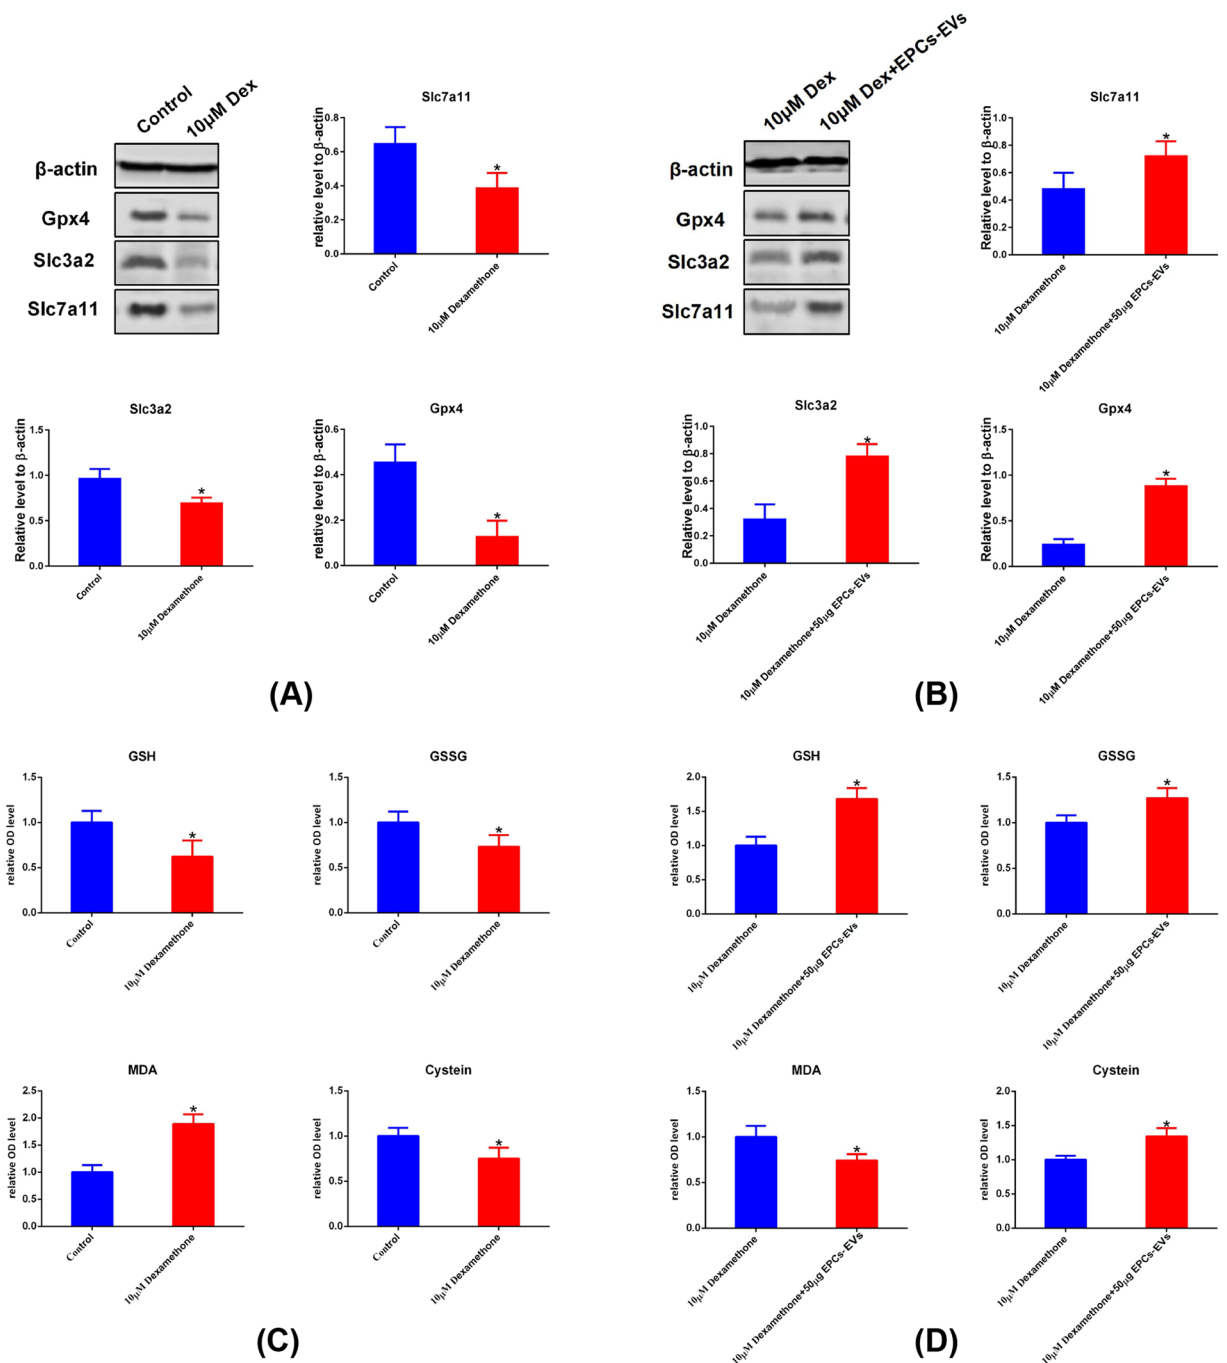 Control
10μM Dex
β-actin
Gpx4
Slc3a2
Slc7a11
Slc7a11
relative level to β-actin
0.8
0.6
0.4
0.2
0.0
Control
10μM Dexamethone
Slc3a2
Relative level to β-actin
1.5
1.0
0.5
0.0
Control
10μM Dexamethone
Gpx4
relative level to β-actin
0.6
0.4
0.2
0.0
Control
10μM Dexamethone
(A)
10μM Dex
10μM Dex+EPCs-EVs
β-actin
Gpx4
Slc3a2
Slc7a11
Slc7a11
Relative level to β-actin
1.0
0.8
0.6
0.4
0.2
0.0
*
10μM Dexamethone
10μM Dexamethone+50μg EPCs-EVs
Slc3a2
Relative level to β-actin
1.0
0.8
0.6
0.4
0.2
0.0
*
10μM Dexamethone
10μM Dexamethone+50μg EPCs-EVs
Gpx4
Relative level to β-actin
1.5
1.0
0.5
0.0
*
10μM Dexamethone
10μM Dexamethone+50μg EPCs-EVs
(B)
GSH
relative OD level
1.5
1.0
0.5
0.0
*
Control
10μM Dexamethone
GSSG
relative OD level
1.5
1.0
0.5
0.0
*
Control
10μM Dexamethone
MDA
relative OD level
2.5
2.0
1.5
1.0
0.5
0.0
*
Control
10μM Dexamethone
Cystein
relative OD level
1.5
1.0
0.5
0.0
*
Control
10μM Dexamethone
(C)
GSH
relative OD level
2.0
1.5
1.0
0.5
0.0
*
10μM Dexamethone
10μM Dexamethone+50μg EPCs-EVs
GSSG
relative OD level
1.5
1.0
0.5
0.0
*
10μM Dexamethone
10μM Dexamethone+50μg EPCs-EVs
MDA
relative OD level
1.5
1.0
0.5
0.0
*
10μM Dexamethone
10μM Dexamethone+50μg EPCs-EVs
Cystein
relative OD level
2.0
1.5
1.0
0.5
0.0
*
10μM Dexamethone
10μM Dexamethone+50μg EPCs-EVs
(D)